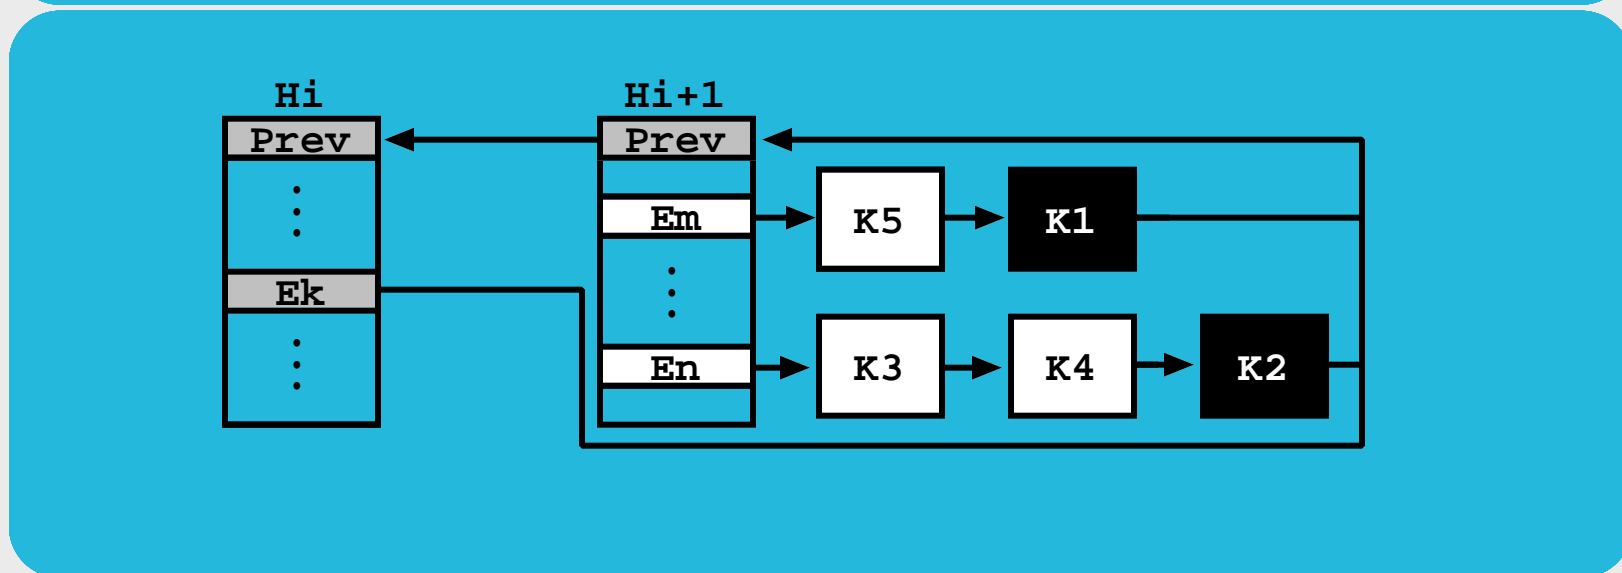 Hi Hi+1
Prev Prev
Em K5 K1
Ek
En K3 K4 K2